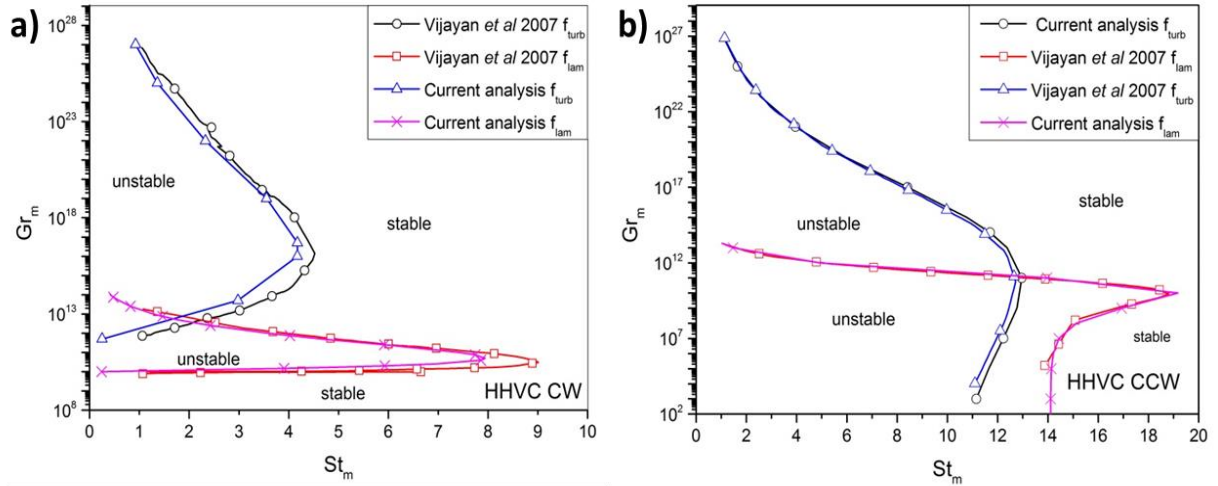 a)
Gr_m
10^28
10^23
10^18
10^13
10^8
0 1 2 3 4 5 6 7 8 9 10
St_m
Vijayan et al 2007 f_turb
Vijayan et al 2007 f_lam
Current analysis f_turb
Current analysis f_lam
unstable
stable
unstable
stable
HHVC CW
b)
Gr_m
10^27
10^22
10^17
10^12
10^7
10^2
0 2 4 6 8 10 12 14 16 18 20
St_m
Current analysis f_turb
Vijayan et al 2007 f_lam
Vijayan et al 2007 f_turb
Current analysis f_lam
stable
unstable
unstable
stable
HHVC CCW